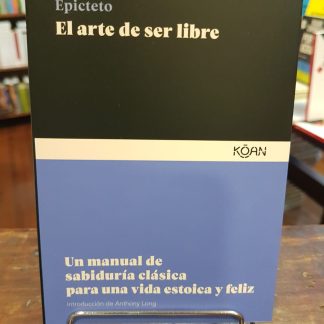 Epicteto
El arte de ser libre
KŌAN
Un manual de
sabiduría clásica
para una vida estoica y feliz
Introducción de Anthony Long